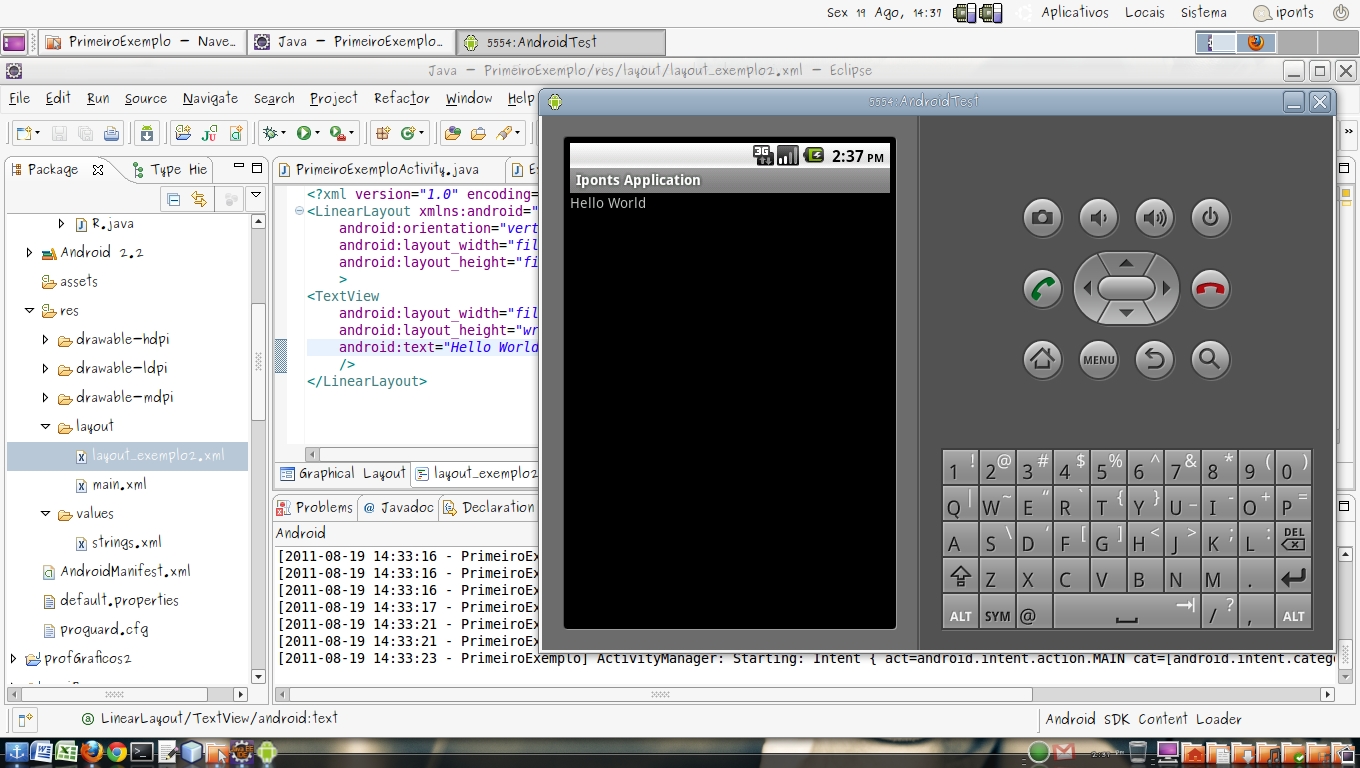 Sex 19 Ago, 14:37
Aplicativos Locais Sistema iponts
PrimeiroExemplo – Nave...
Java – PrimeiroExemplo...
5554:AndroidTest
Java – PrimeiroExemplo/res/layout/layout_exemplo2.xml – Eclipse
File Edit Run Source Navigate Search Project Refactor Window Help
Package
Type Hie
R.java
Android 2.2
assets
res
drawable-hdpi
drawable-ldpi
drawable-mdpi
layout
layout_exemplo2.xml
main.xml
values
strings.xml
AndroidManifest.xml
default.properties
proguard.cfg
profGraficos2
PrimeiroExemploActivity.java
<?xml version="1.0" encoding=
<LinearLayout xmlns:android="
android:orientation="vert
android:layout_width="fil
android:layout_height="fi
>
<TextView
android:layout_width="fil
android:layout_height="wr
android:text="Hello World
/>
</LinearLayout>
Graphical Layout
layout_exemplo2
Problems
@ Javadoc
Declaration
Android
[2011-08-19 14:33:16 - PrimeiroEx
[2011-08-19 14:33:16 - PrimeiroEx
[2011-08-19 14:33:16 - PrimeiroEx
[2011-08-19 14:33:17 - PrimeiroEx
[2011-08-19 14:33:21 - PrimeiroEx
[2011-08-19 14:33:21 - PrimeiroEx
[2011-08-19 14:33:23 - PrimeiroExemplo] ActivityManager: Starting: Intent { act=android.intent.action.MAIN cat=[android.intent.catego
5554:AndroidTest
3G 2:37 PM
Iponts Application
Hello World
MENU
1 ! 2 @ 3 # 4 $ 5 % 6 ^ 7 & 8 * 9 ( 0 )
Q | W ~ E “ R ` T { Y } U _ I - O + P =
A S \ D ‘ F [ G ] H < J > K ; L : DEL
Z X C V B N M .
ALT SYM @ / ? , ALT
LinearLayout/TextView/android:text
Android SDK Content Loader